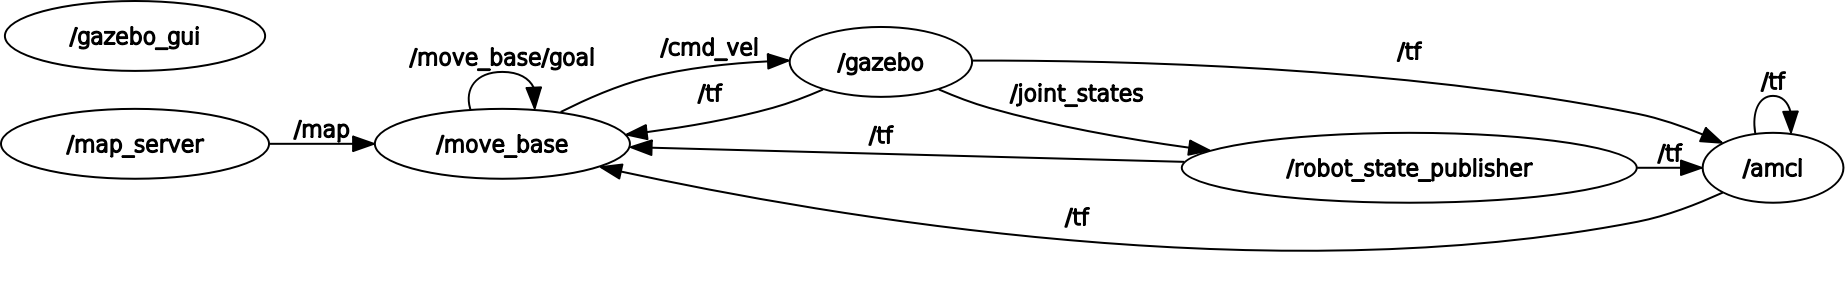 /gazebo_gui
/move_base/goal
/cmd_vel
/gazebo
/tf
/tf
/joint_states
/tf
/map_server
/map
/move_base
/tf
/robot_state_publisher
/tf
/amcl
/tf